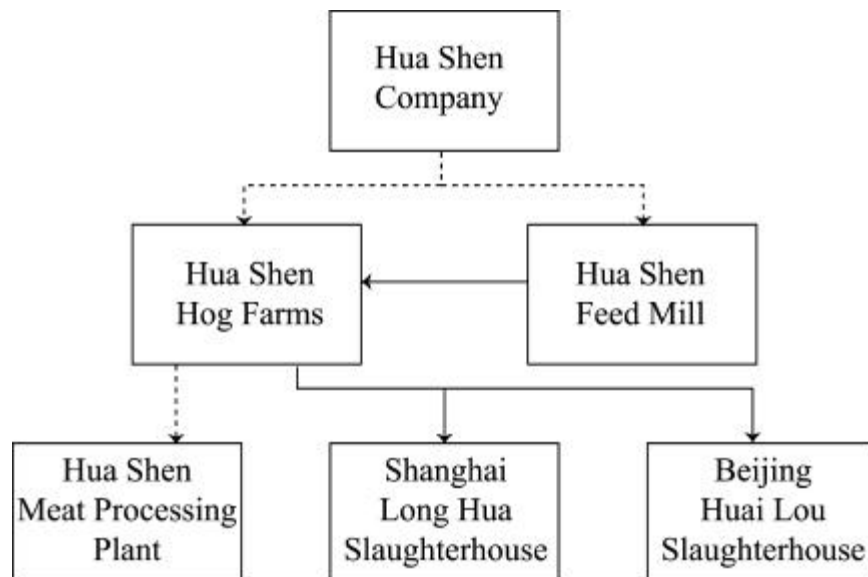 Hua Shen
Company
Hua Shen
Hog Farms
Hua Shen
Feed Mill
Hua Shen
Meat Processing
Plant
Shanghai
Long Hua
Slaughterhouse
Beijing
Huai Lou
Slaughterhouse